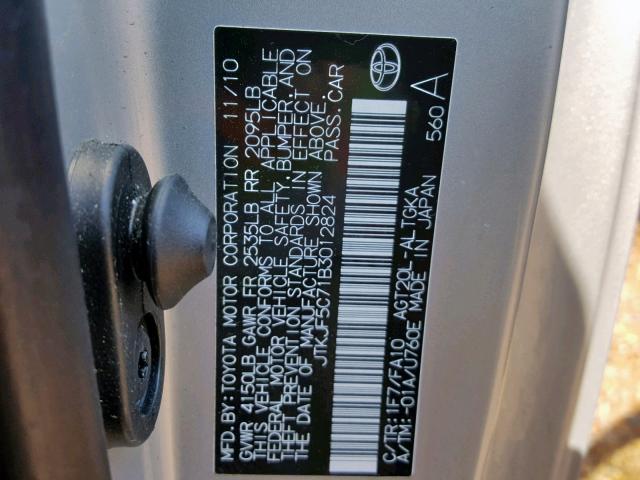 MFD. BY: TOYOTA MOTOR CORPORATION 11/10
GVWR 4150LB GAWR FR 2535LB RR 2095LB
THIS VEHICLE CONFORMS TO ALL APPLICABLE
FEDERAL MOTOR VEHICLE SAFETY, BUMPER, AND
THEFT PREVENTION STANDARDS IN EFFECT ON
THE DATE OF MANUFACTURE SHOWN ABOVE.
JTKJF5C71B3012824 PASS. CAR
C/TR: 1F7/FA10 AGT20L-ALTGKA
A/TM: -01A/U760E MADE IN JAPAN
560 A